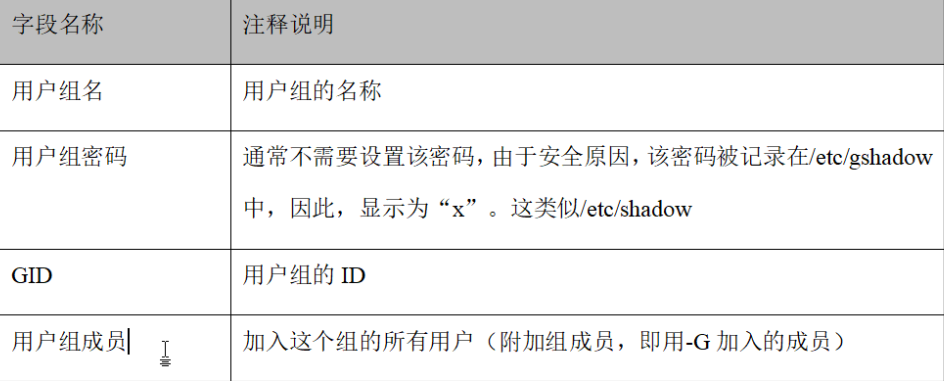 字段名称 注释说明
用户组名 用户组的名称
用户组密码 通常不需要设置该密码，由于安全原因，该密码被记录在/etc/gshadow
中，因此，显示为“x”。这类似/etc/shadow
GID 用户组的 ID
用户组成员 加入这个组的所有用户（附加组成员，即用-G 加入的成员）